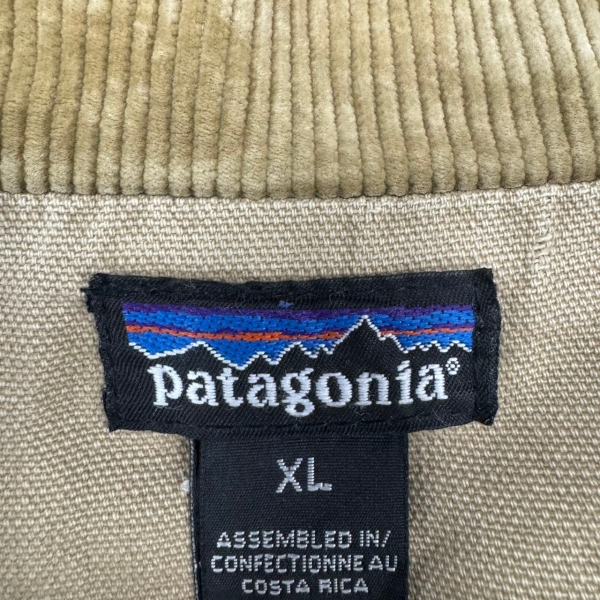 patagonia®
XL
ASSEMBLED IN/
CONFECTIONNE AU
COSTA RICA